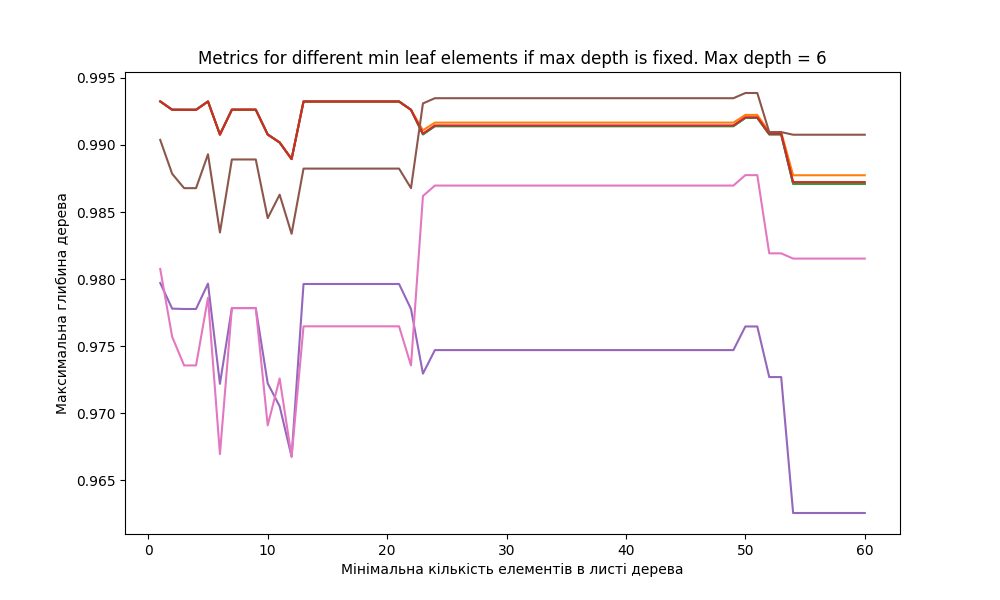 Metrics for different min leaf elements if max depth is fixed. Max depth = 6
0.995
0.990
0.985
0.980
0.975
0.970
0.965
Максимальна глибина дерева
0 10 20 30 40 50 60
Мінімальна кількість елементів в листі дерева